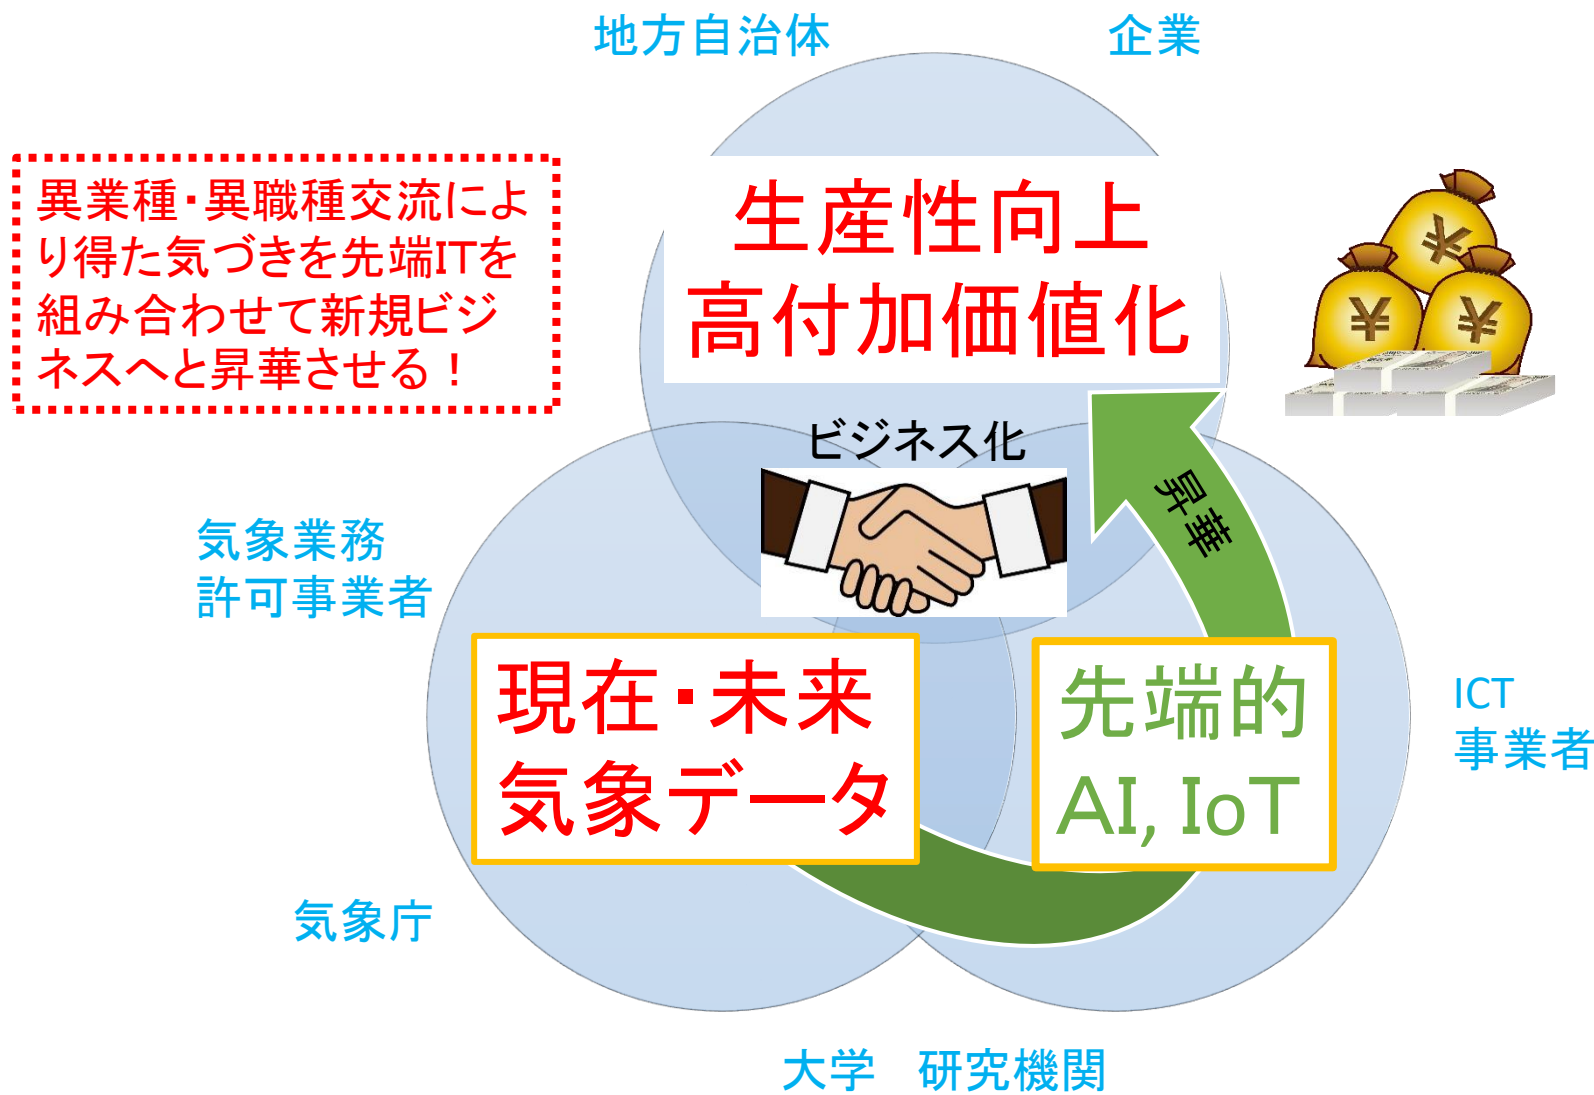 地方自治体
企業
異業種・異職種交流によ
り得た気づきを先端ITを
組み合わせて新規ビジ
ネスへと昇華させる！
生産性向上
高付加価値化
¥
¥
¥
ビジネス化
昇華
気象業務
許可事業者
現在・未来
気象データ
先端的
AI, IoT
ICT
事業者
気象庁
大学　研究機関